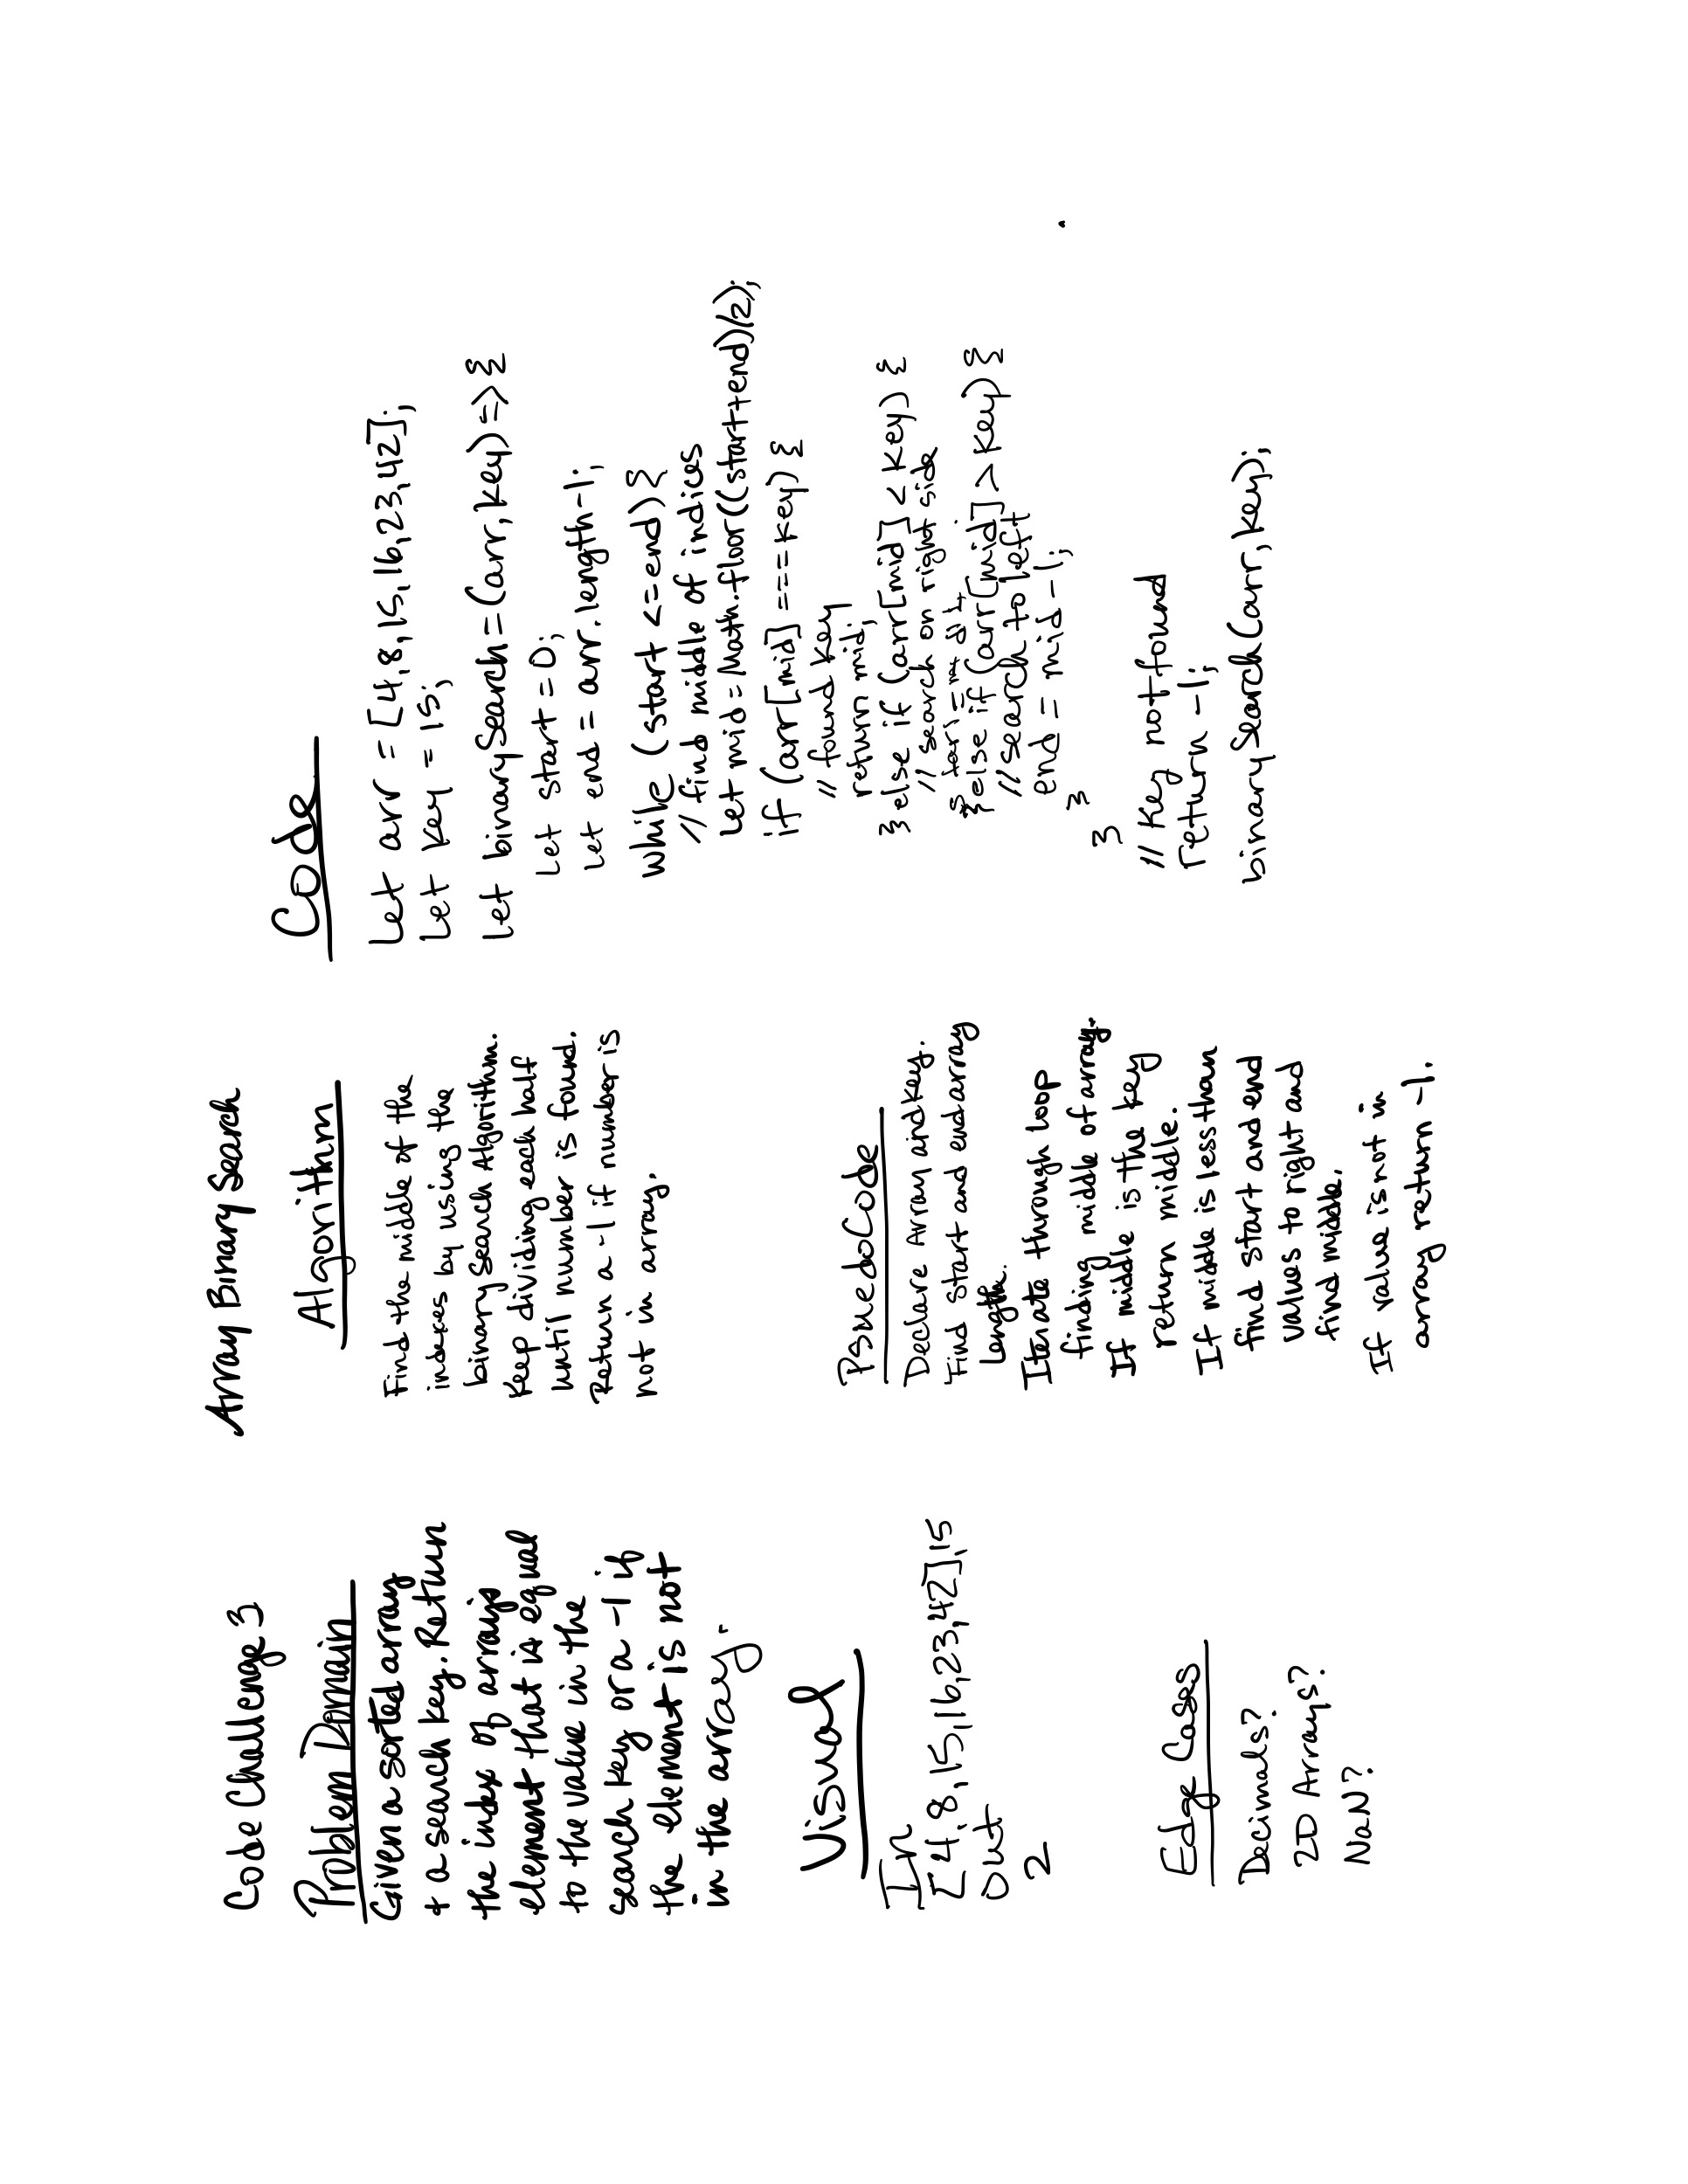 Code Challenge 3
Array Binary Search
Problem Domain
Given a sorted array
+ a search key. Return
the index of array's
element that is equal
to the value in the
search key or a -1 if
the element is not
in the array.
Visual
In
[4,8,15,16,23,42],15
Out
2
Edge Cases
Decimals?
2D Arrays?
NaN?
Algorithm
Find the middle of the
indices by using the
binary Search Algorithm.
Keep dividing each half
until number is found.
Return a -1 if number is
not in array.
PsuedoCode
Declare Array and key.
Find start and end array
length.
Iterate through loop
finding middle of array.
If middle is the key
return middle.
If middle is less than
find start and end
values to right and
find middle.
If value is not in
array return -1.
Code
Let arr = [4,8,15,16,23,42];
Let key = 15;
Let binarySearch = (arr, key) => {
Let start = 0;
Let end = arr.length-1;
while (start <= end) {
// find middle of indices
Let mid = Math.floor((start+end)/2);
if (arr[mid] === key) {
// found key
return mid;
} else if (arr[mid] < key) {
// search on right side
} else if (arr[mid] > key) {
// search to left
end = mid - 1;
}
}
// Key not found
return -1;
binarySearch(arr, key);